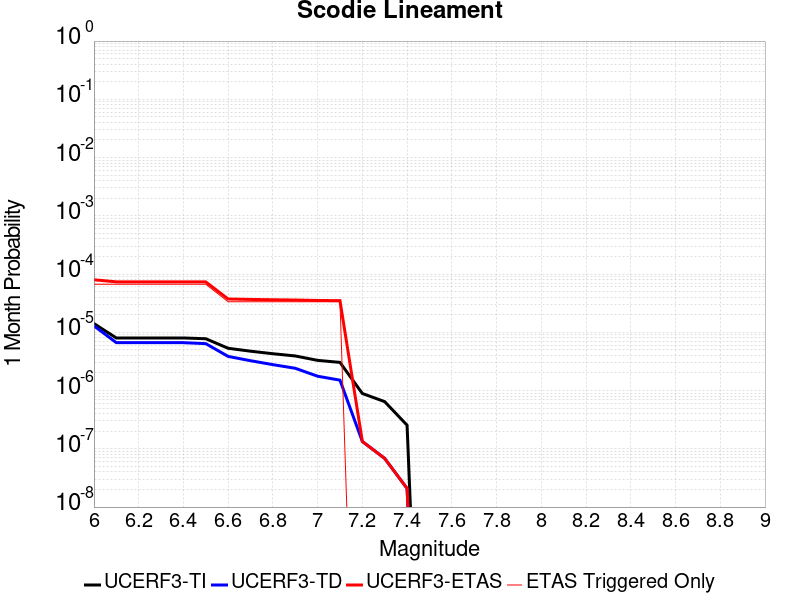 Scodie Lineament
10^0
10^-1
10^-2
10^-3
10^-4
10^-5
10^-6
10^-7
10^-8
1 Month Probability
6 6.2 6.4 6.6 6.8 7 7.2 7.4 7.6 7.8 8 8.2 8.4 8.6 8.8 9
Magnitude
UCERF3-TI UCERF3-TD UCERF3-ETAS ETAS Triggered Only